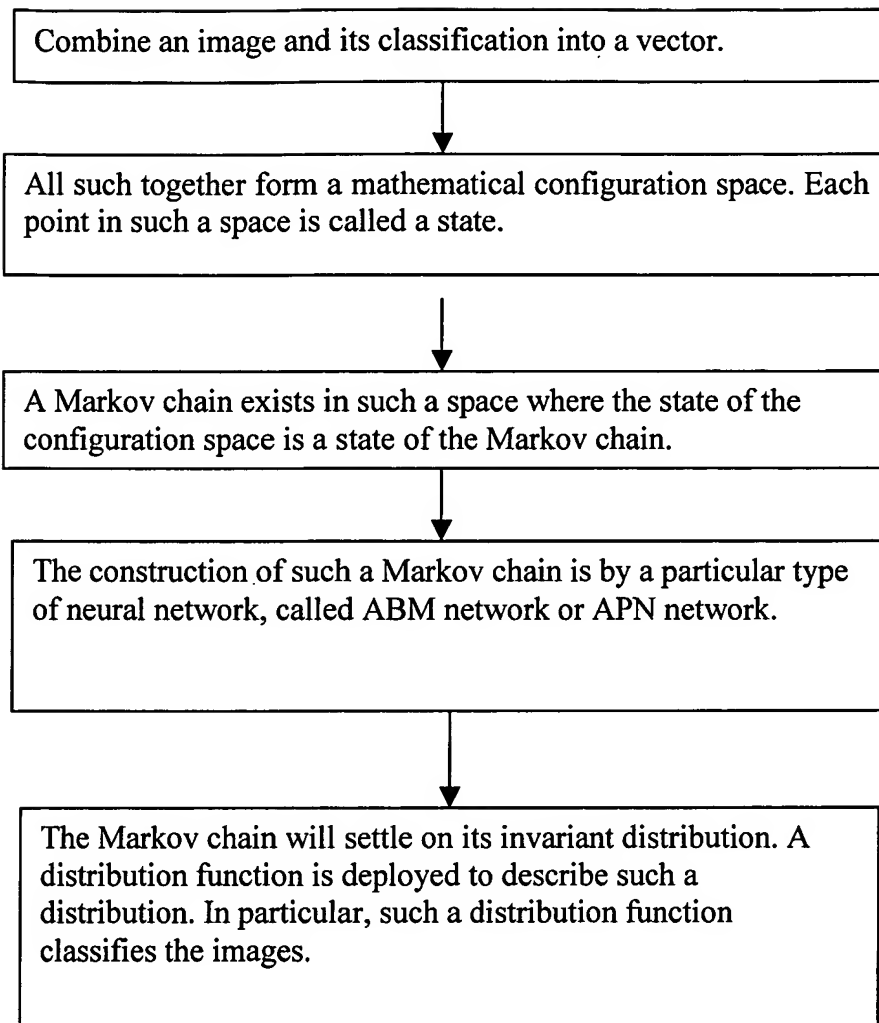 Combine an image and its classification into a vector.
All such together form a mathematical configuration space. Each
point in such a space is called a state.
A Markov chain exists in such a space where the state of the
configuration space is a state of the Markov chain.
The construction of such a Markov chain is by a particular type
of neural network, called ABM network or APN network.
The Markov chain will settle on its invariant distribution. A
distribution function is deployed to describe such a
distribution. In particular, such a distribution function
classifies the images.